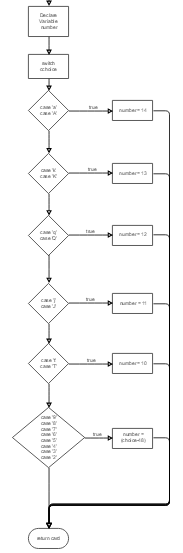 Declare
Variable
number
switch
cchoice
case 'a'
case 'A'
true
number= 14
case 'k'
case 'K'
true
number= 13
case 'q'
case 'Q'
true
number= 12
case 'j'
case 'J'
true
number = 11
case 't'
case 'T'
true
number= 10
case '9'
case '8'
case '7'
case '6'
case '5'
case '4'
case '3'
case '2'
true
number =
(choice-48)
return card